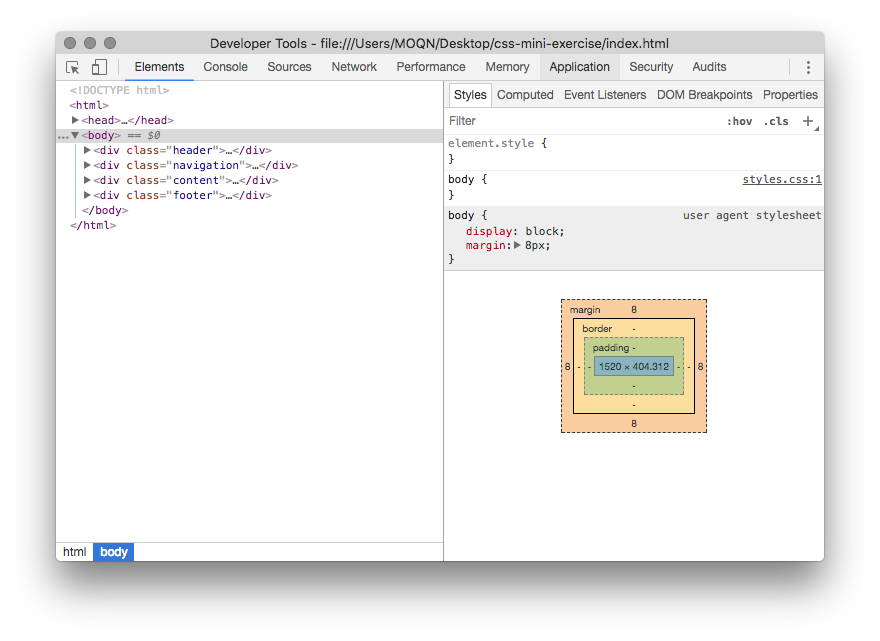 Developer Tools - file:///Users/MOQN/Desktop/css-mini-exercise/index.html
Elements Console Sources Network Performance Memory Application Security Audits
<!DOCTYPE html>
<html>
▶<head>…</head>
…▼<body> == $0
▶<div class="header">…</div>
▶<div class="navigation">…</div>
▶<div class="content">…</div>
▶<div class="footer">…</div>
</body>
</html>
html body
Styles Computed Event Listeners DOM Breakpoints Properties
Filter :hov .cls +
element.style {
}
body { styles.css:1
}
body { user agent stylesheet
display: block;
margin:▶8px;
}
margin 8
border -
padding -
8 - - 1520 × 404.312 - - 8
-
-
8